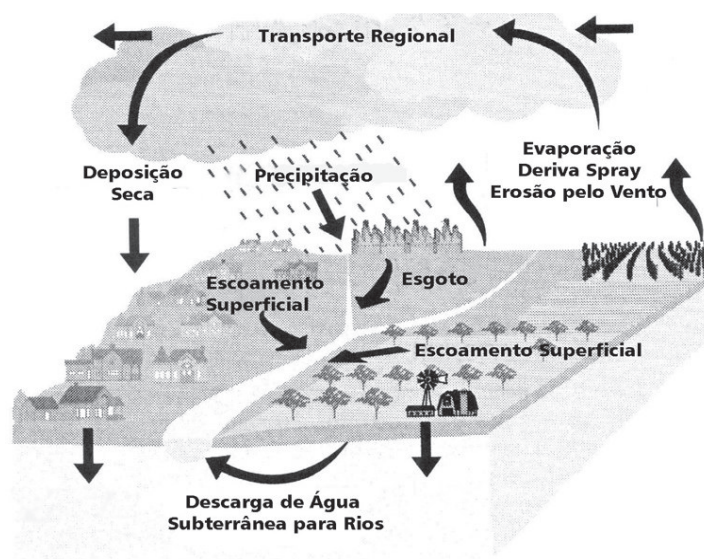 Transporte Regional
Evaporação
Deriva Spray
Erosão pelo Vento
Deposição
Seca
Precipitação
Escoamento
Superficial
Esgoto
Escoamento Superficial
Descarga de Água
Subterrânea para Rios